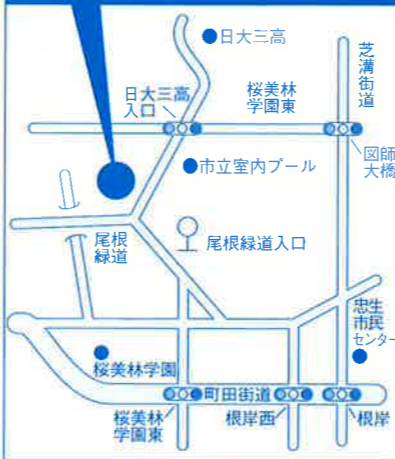 日大三高
日大三高
入口
桜美林
学園東
芝溝街道
図師
大橋
市立室内プール
尾根
緑道
尾根緑道入口
忠生
市民
センター
桜美林学園
町田街道
桜美林
学園東
根岸西
根岸